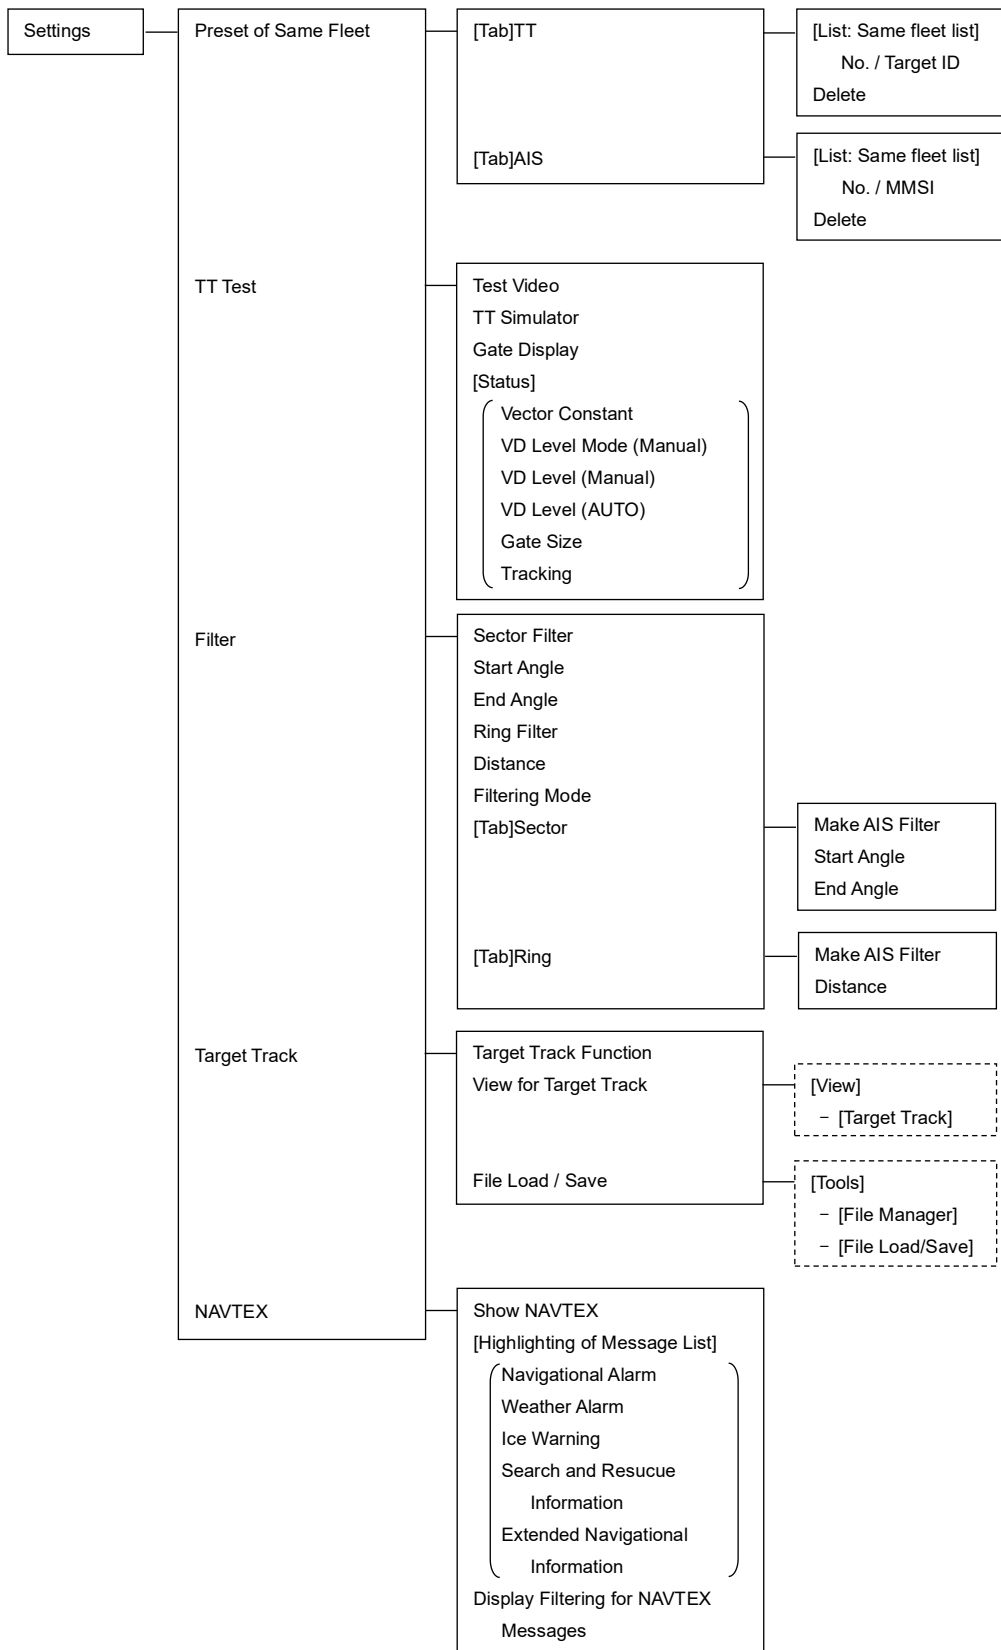 Settings
Preset of Same Fleet
[Tab]TT
[List: Same fleet list]
No. / Target ID
Delete
[Tab]AIS
[List: Same fleet list]
No. / MMSI
Delete
TT Test
Test Video
TT Simulator
Gate Display
[Status]
Vector Constant
VD Level Mode (Manual)
VD Level (Manual)
VD Level (AUTO)
Gate Size
Tracking
Filter
Sector Filter
Start Angle
End Angle
Ring Filter
Distance
Filtering Mode
[Tab]Sector
Make AIS Filter
Start Angle
End Angle
[Tab]Ring
Make AIS Filter
Distance
Target Track
Target Track Function
View for Target Track
[View]
− [Target Track]
File Load / Save
[Tools]
− [File Manager]
− [File Load/Save]
NAVTEX
Show NAVTEX
[Highlighting of Message List]
Navigational Alarm
Weather Alarm
Ice Warning
Search and Resucue
Information
Extended Navigational
Information
Display Filtering for NAVTEX
Messages